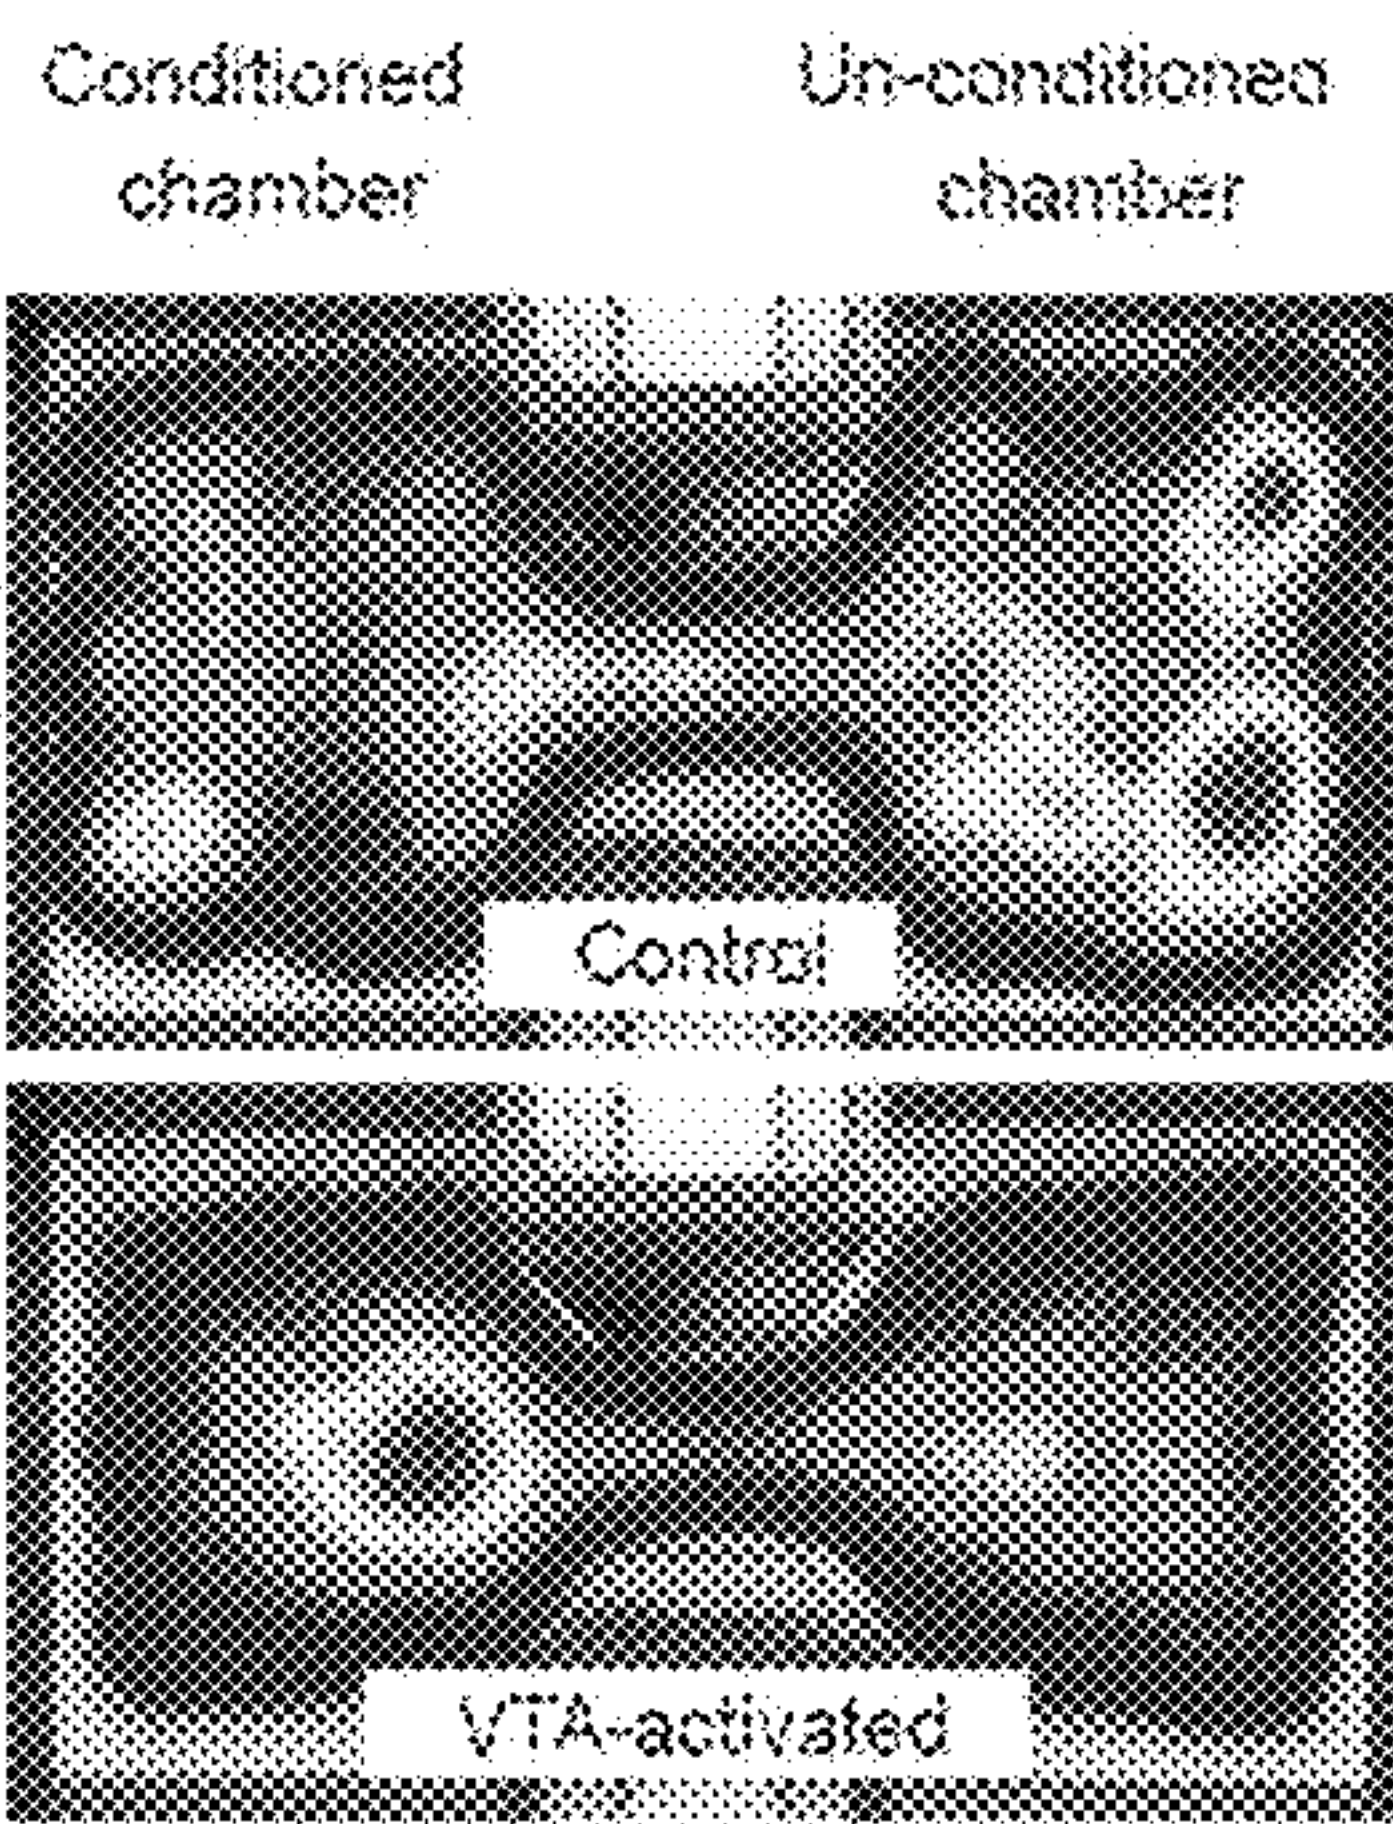 Conditioned
chamber
Un-conditioned
chamber
Control
VTA-activated